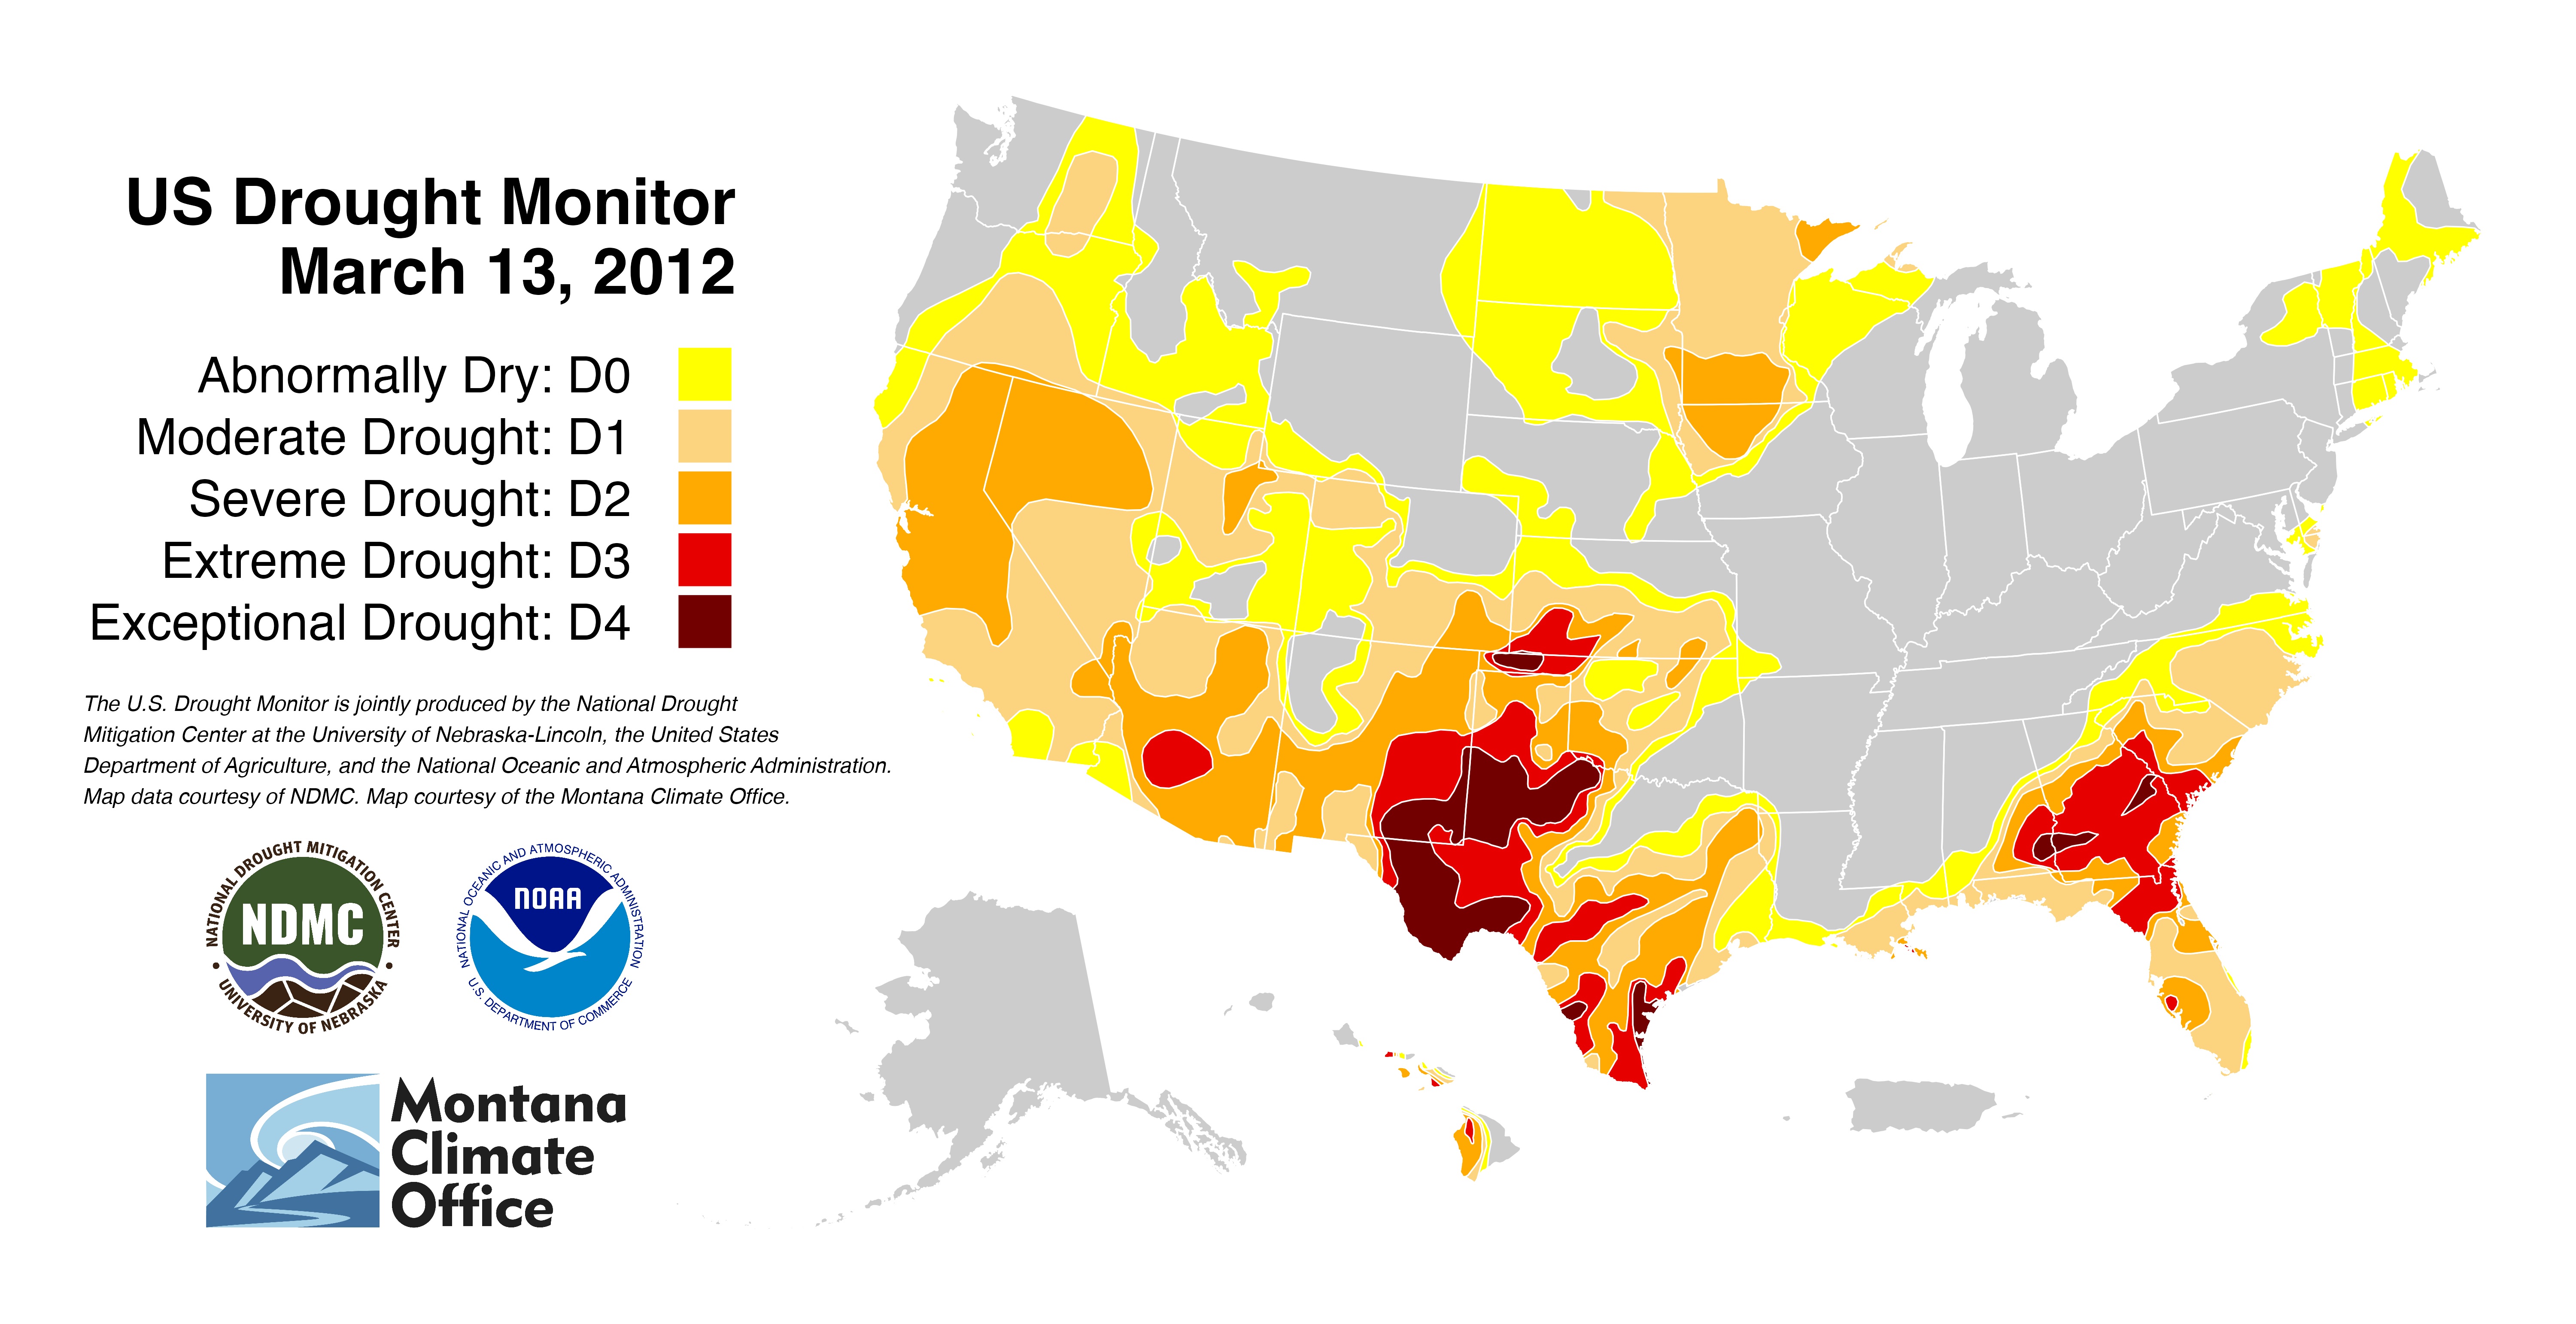 US Drought Monitor
March 13, 2012
Abnormally Dry: D0
Moderate Drought: D1
Severe Drought: D2
Extreme Drought: D3
Exceptional Drought: D4
The U.S. Drought Monitor is jointly produced by the National Drought
Mitigation Center at the University of Nebraska-Lincoln, the United States
Department of Agriculture, and the National Oceanic and Atmospheric Administration.
Map data courtesy of NDMC. Map courtesy of the Montana Climate Office.
NATIONAL DROUGHT MITIGATION CENTER
NDMC
• UNIVERSITY OF NEBRASKA •
NATIONAL OCEANIC AND ATMOSPHERIC ADMINISTRATION
NOAA
U.S. DEPARTMENT OF COMMERCE
Montana
Climate
Office